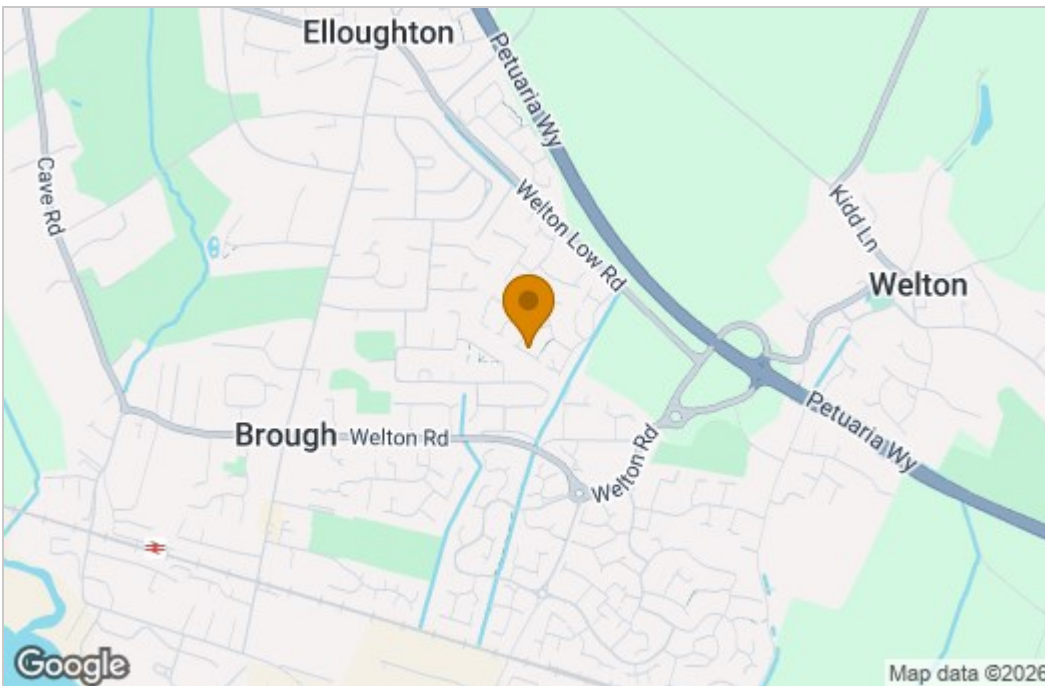 Elloughton
Petuaria Wy
Cave Rd
Welton Low Rd
Kidd Ln
Welton
Petuaria Wy
Brough
Welton Rd
Welton Rd
Google
Map data ©2026